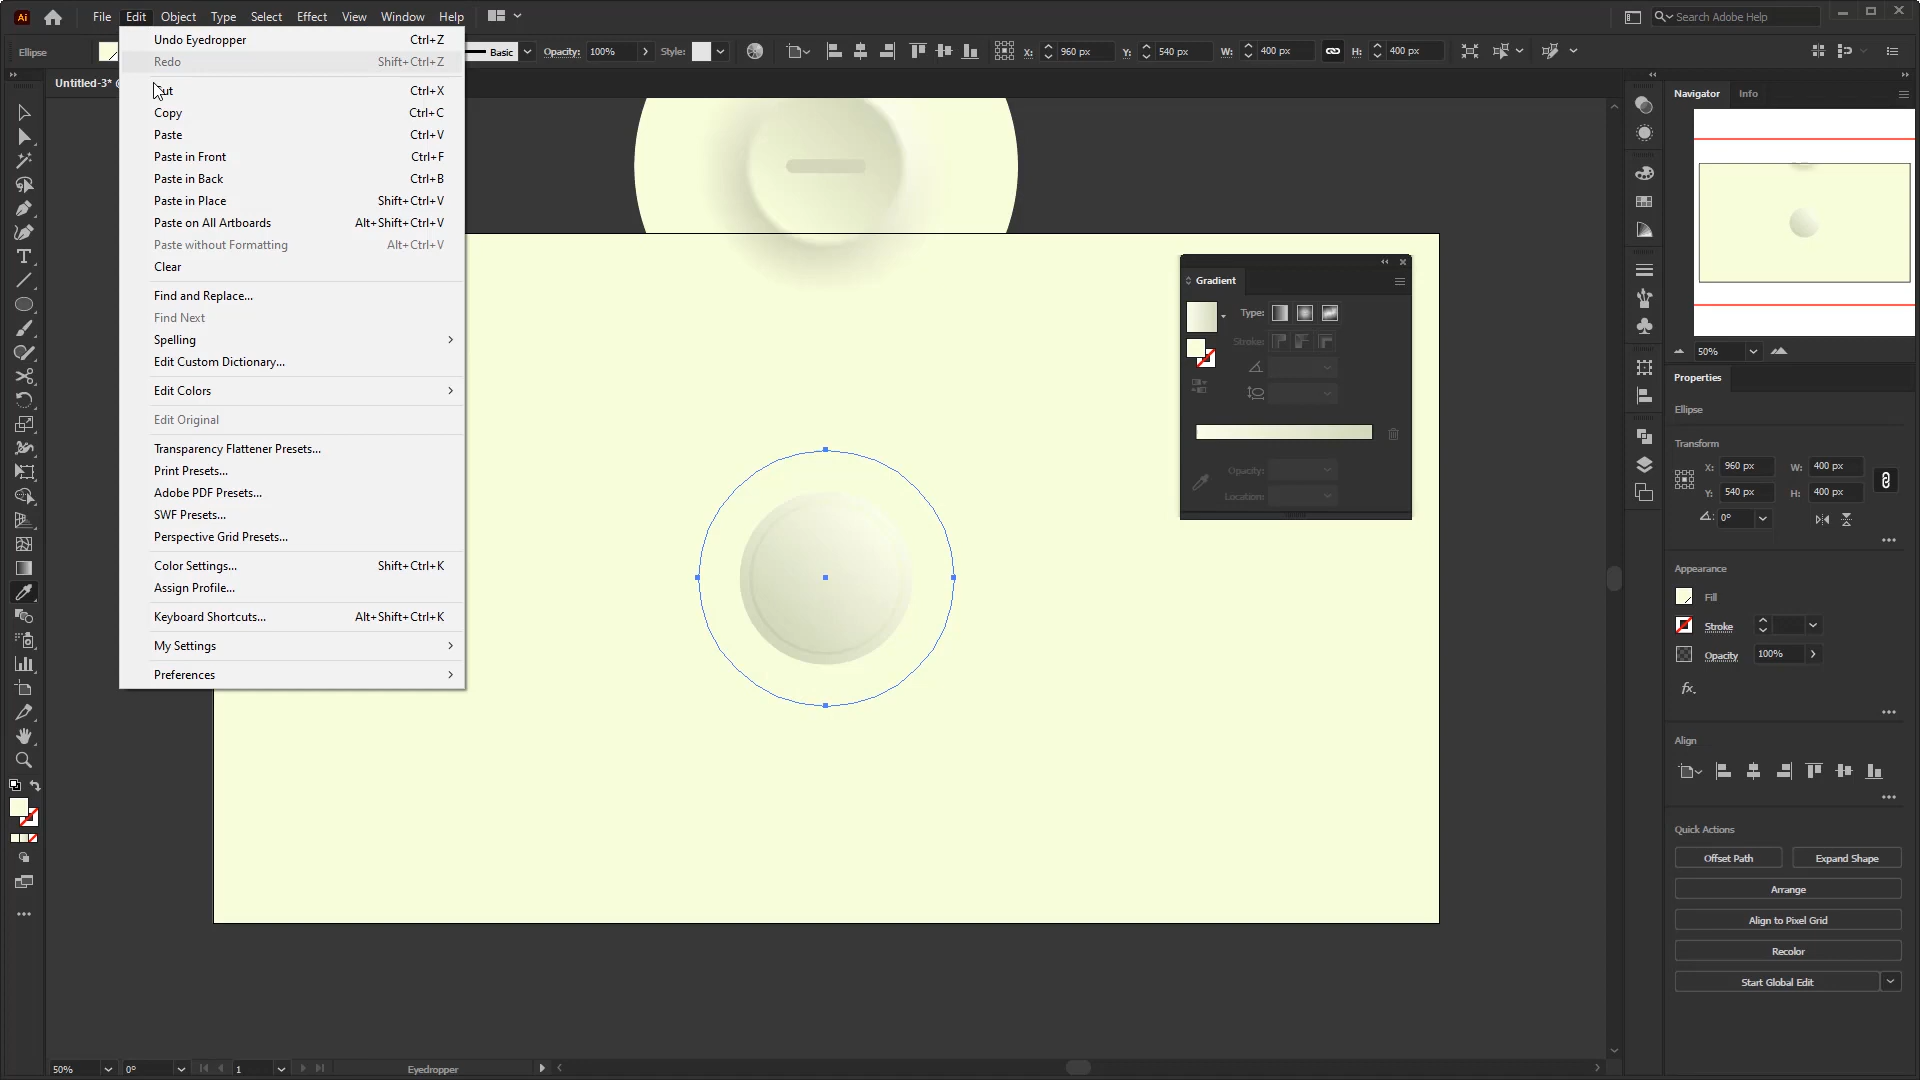 Ai File Edit Object Type Select Effect View Window Help Search Adobe Help
Ellipse Basic Opacity: 100% Style: X: 960 px Y: 540 px W: 400 px H: 400 px
Untitled-3*
Undo Eyedropper Ctrl+Z
Redo Shift+Ctrl+Z
Cut Ctrl+X
Copy Ctrl+C
Paste Ctrl+V
Paste in Front Ctrl+F
Paste in Back Ctrl+B
Paste in Place Shift+Ctrl+V
Paste on All Artboards Alt+Shift+Ctrl+V
Paste without Formatting Alt+Ctrl+V
Clear
Find and Replace...
Find Next
Spelling
Edit Custom Dictionary...
Edit Colors
Edit Original
Transparency Flattener Presets...
Print Presets...
Adobe PDF Presets...
SWF Presets...
Perspective Grid Presets...
Color Settings... Shift+Ctrl+K
Assign Profile...
Keyboard Shortcuts... Alt+Shift+Ctrl+K
My Settings
Preferences
Gradient
Type:
Stroke:
Opacity:
Location:
Navigator Info
50%
Properties
Ellipse
Transform
X: 960 px W: 400 px
Y: 540 px H: 400 px
0°
Appearance
Fill
Stroke
Opacity 100%
fx.
Align
Quick Actions
Offset Path Expand Shape
Arrange
Align to Pixel Grid
Recolor
Start Global Edit
50% 0° 1 Eyedropper